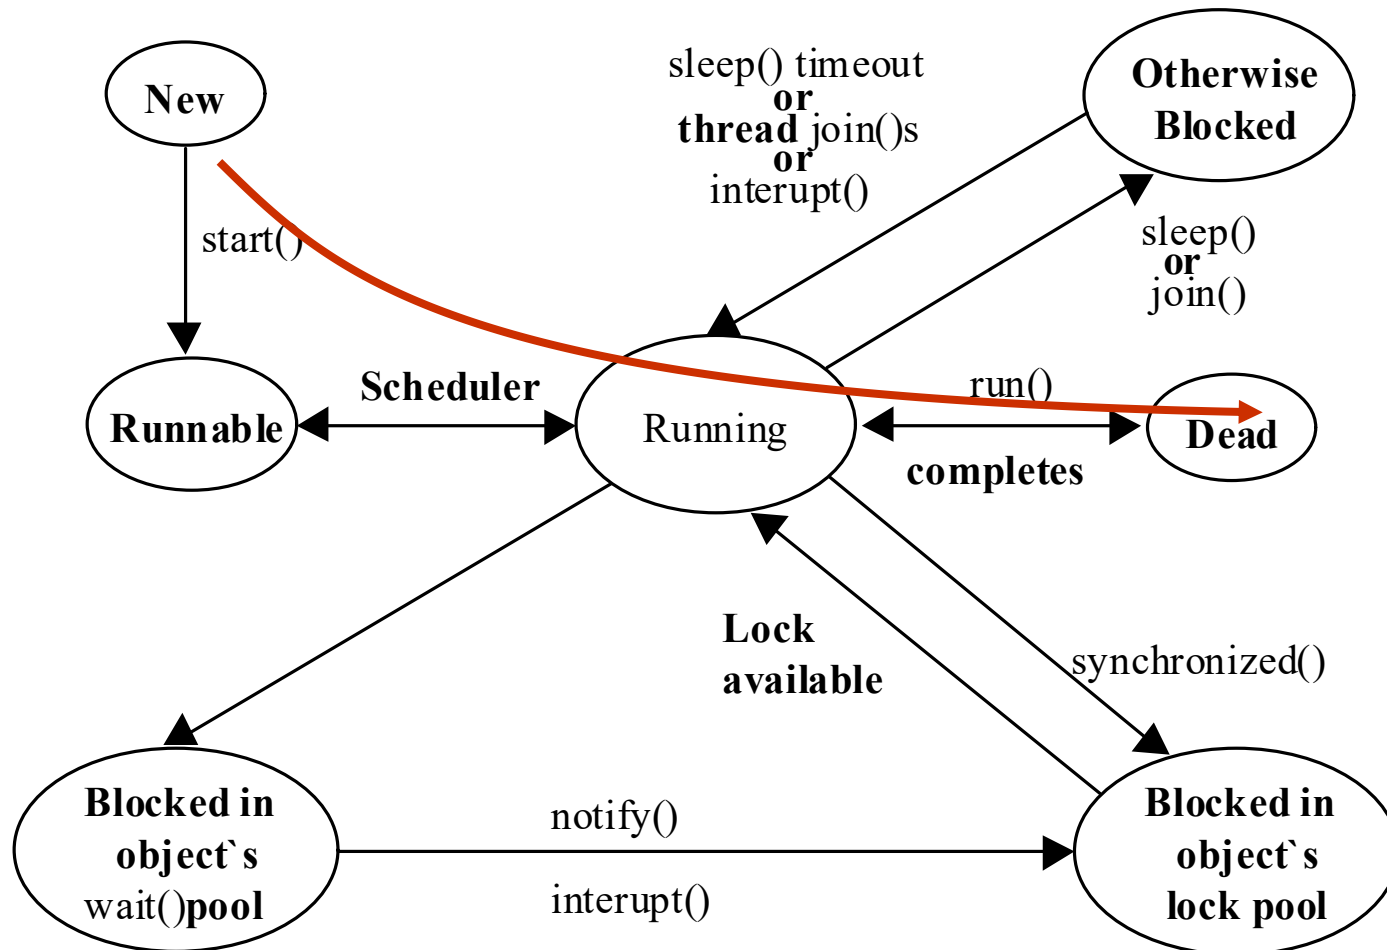 New
sleep() timeout
or
thread join()s
or
interupt()
Otherwise
Blocked
start()
sleep()
or
join()
Runnable
Scheduler
Running
run()
completes
Dead
Lock
available
synchronized()
Blocked in
object`s
wait()pool
notify()
interupt()
Blocked in
object`s
lock pool